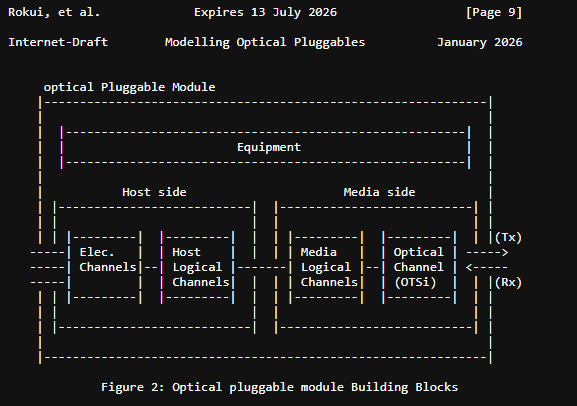 Rokui, et al. Expires 13 July 2026 [Page 9]
Internet-Draft Modelling Optical Pluggables January 2026
optical Pluggable Module
Equipment
Host side Media side
(Tx)
Elec. Host Media Optical
Channels Logical Logical Channel
Channels Channels (OTSi) (Rx)
Figure 2: Optical pluggable module Building Blocks